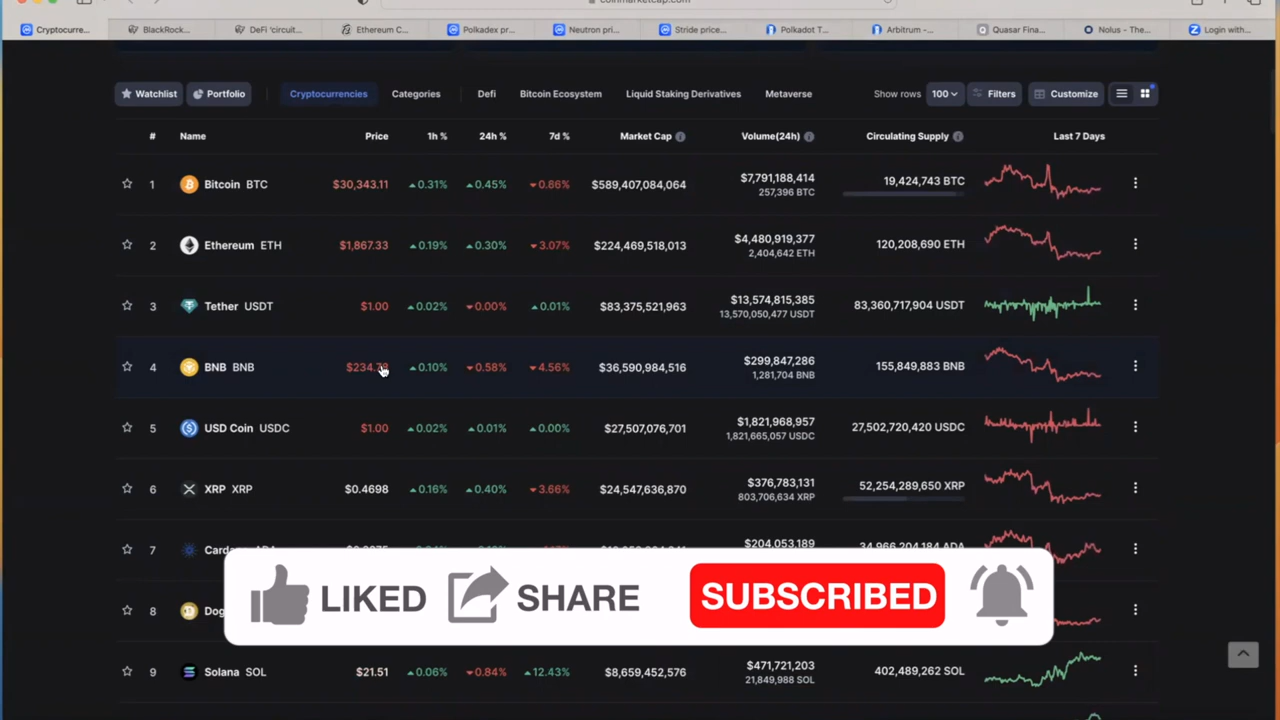 coinmarketcap.com
Cryptocurre... BlackRock... DeFi 'circuit... Ethereum C... Polkadex pr... Neutron pri... Stride price... Polkadot T... Arbitrum -... Quasar Fina... Nolus - The... Login with...
Watchlist Portfolio Cryptocurrencies Categories Defi Bitcoin Ecosystem Liquid Staking Derivatives Metaverse Show rows 100 Filters Customize
# Name Price 1h % 24h % 7d % Market Cap Volume(24h) Circulating Supply Last 7 Days
1 Bitcoin BTC $30,343.11 0.31% 0.45% 0.86% $589,407,084,064 $7,791,188,414 19,424,743 BTC
257,396 BTC
2 Ethereum ETH $1,867.33 0.19% 0.30% 3.07% $224,469,518,013 $4,480,919,377 120,208,690 ETH
2,404,642 ETH
3 Tether USDT $1.00 0.02% 0.00% 0.01% $83,375,521,963 $13,574,815,385 83,360,717,904 USDT
13,570,050,477 USDT
4 BNB BNB 0.10% 0.58% 4.56% $36,590,984,516 $299,847,286 155,849,883 BNB
1,281,704 BNB
5 USD Coin USDC $1.00 0.02% 0.01% 0.00% $27,507,076,701 $1,821,968,957 27,502,720,420 USDC
1,821,665,057 USDC
6 XRP XRP $0.4698 0.16% 0.40% 3.66% $24,547,636,870 $376,783,131 52,254,289,650 XRP
803,706,634 XRP
7 $204,053,189 34,966,204,184 ADA
LIKED SHARE SUBSCRIBED
8 Dog
9 Solana SOL $21.51 0.06% 0.84% 12.43% $8,659,452,576 $471,721,203 402,489,262 SOL
21,849,988 SOL